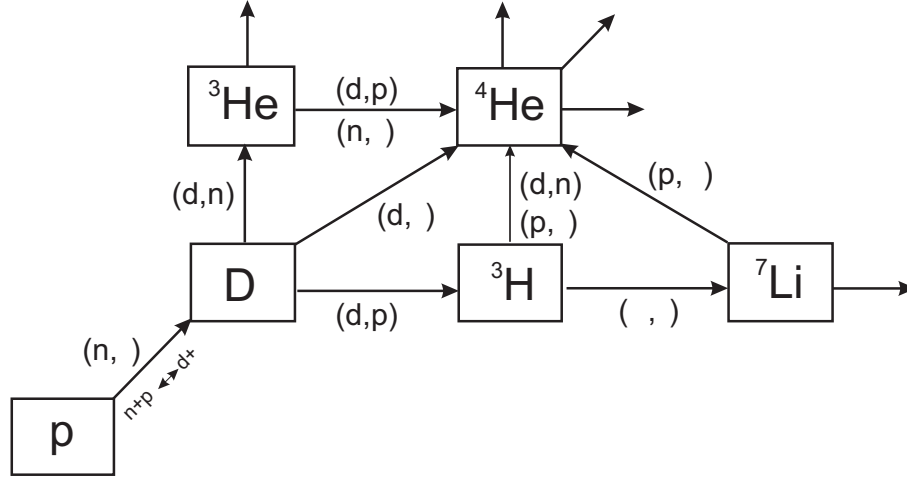 ³He
(d,p)
(n, )
⁴He
(d,n)
(d, )
(d,n)
(p, )
(p, )
D
(d,p)
³H
( , )
⁷Li
(n, )
n+p ↔ d+
p